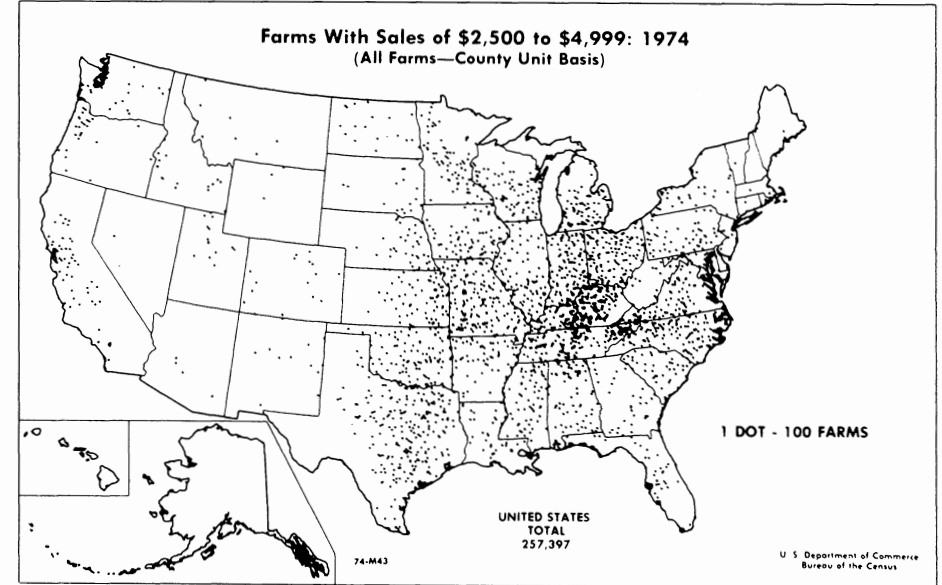 Farms With Sales of $2,500 to $4,999: 1974
(All Farms—County Unit Basis)
1 DOT - 100 FARMS
UNITED STATES
TOTAL
257,397
74-M43
U S Department of Commerce
Bureau of the Census